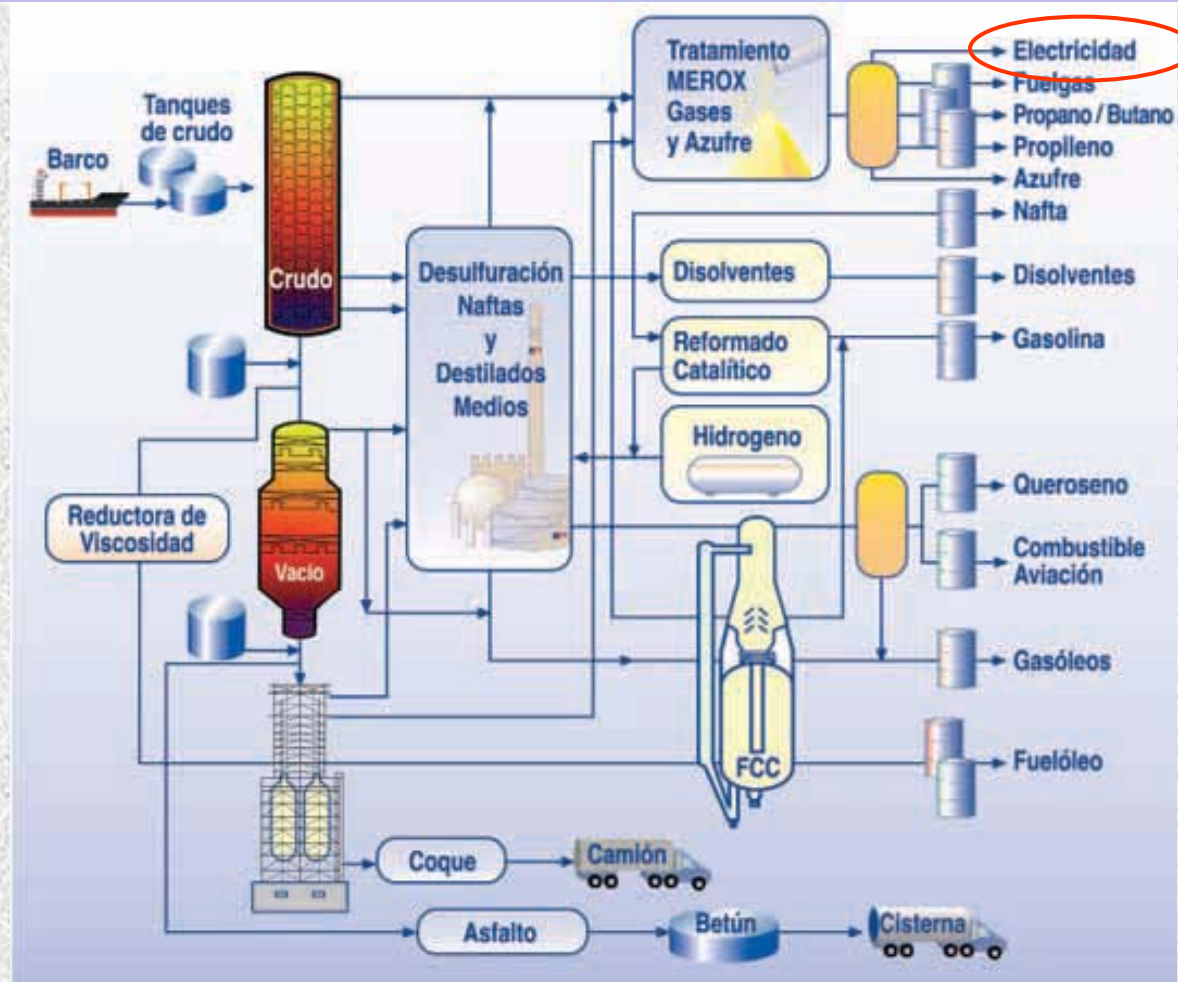 Tratamiento
MEROX
Gases
y Azufre
Electricidad
Fuelgas
Propano / Butano
Propileno
Azufre
Nafta
Tanques
de crudo
Barco
Crudo
Desulfuración
Naftas
y
Destilados
Medios
Disolventes
Disolventes
Reformado
Catalítico
Gasolina
Hidrogeno
Reductora de
Viscosidad
Vacío
Queroseno
Combustible
Aviación
Gasóleos
FCC
Fuelóleo
Coque
Camión
Asfalto
Betún
Cisterna